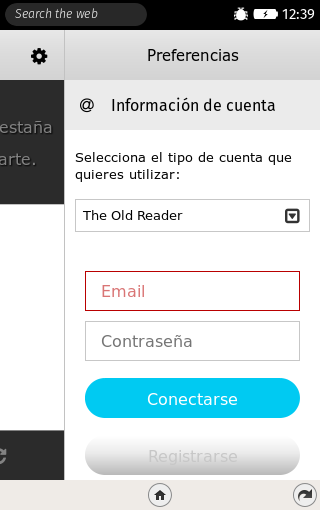 Search the web
12:39
Preferencias
estaña
arte.
@ Información de cuenta
Selecciona el tipo de cuenta que
quieres utilizar:
The Old Reader
Email
Contraseña
Conectarse
Registrarse